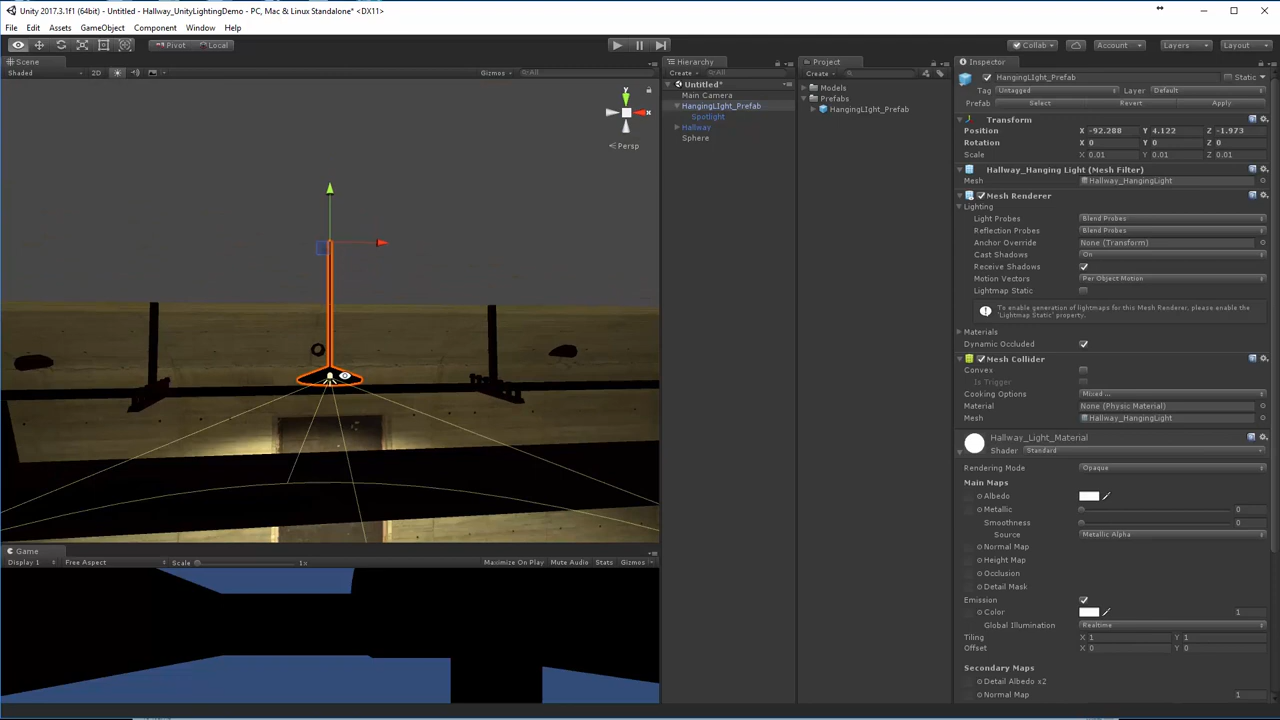 Unity 2017.3.1f1 (64bit) - Untitled - Hallway_UnityLightingDemo - PC, Mac & Linux Standalone* <DX11>
File Edit Assets GameObject Component Window Help
Pivot Local Collab Account Layers Layout
Scene
Shaded 2D Gizmos All
y
x
Persp
Game
Display 1 Free Aspect Scale 1x Maximize On Play Mute Audio Stats Gizmos
Hierarchy
Create All
Untitled*
Main Camera
HangingLIght_Prefab
Spotlight
Hallway
Sphere
Project
Create
Models
Prefabs
HangingLIght_Prefab
Inspector
HangingLIght_Prefab Static
Tag Untagged Layer Default
Prefab Select Revert Apply
Transform
Position X -92.288 Y 4.122 Z -1.973
Rotation X 0 Y 0 Z 0
Scale X 0.01 Y 0.01 Z 0.01
Hallway_Hanging Light (Mesh Filter)
Mesh Hallway_HangingLight
Mesh Renderer
Lighting
Light Probes Blend Probes
Reflection Probes Blend Probes
Anchor Override None (Transform)
Cast Shadows On
Receive Shadows
Motion Vectors Per Object Motion
Lightmap Static
To enable generation of lightmaps for this Mesh Renderer, please enable the
'Lightmap Static' property.
Materials
Dynamic Occluded
Mesh Collider
Convex
Is Trigger
Cooking Options Mixed ...
Material None (Physic Material)
Mesh Hallway_HangingLight
Hallway_Light_Material
Shader Standard
Rendering Mode Opaque
Main Maps
Albedo
Metallic 0
Smoothness 0
Source Metallic Alpha
Normal Map
Height Map
Occlusion
Detail Mask
Emission
Color 1
Global Illumination Realtime
Tiling X 1 Y 1
Offset X 0 Y 0
Secondary Maps
Detail Albedo x2
Normal Map 1